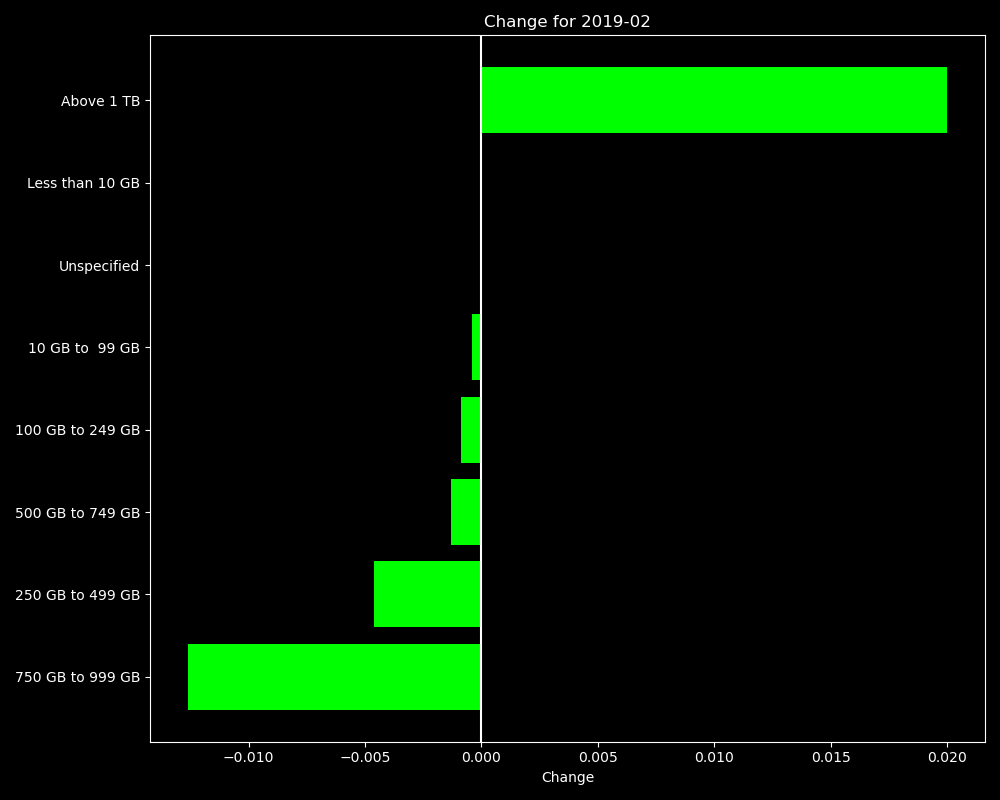 Change for 2019-02
Above 1 TB
Less than 10 GB
Unspecified
10 GB to  99 GB
100 GB to 249 GB
500 GB to 749 GB
250 GB to 499 GB
750 GB to 999 GB
−0.010 −0.005 0.000 0.005 0.010 0.015 0.020
Change